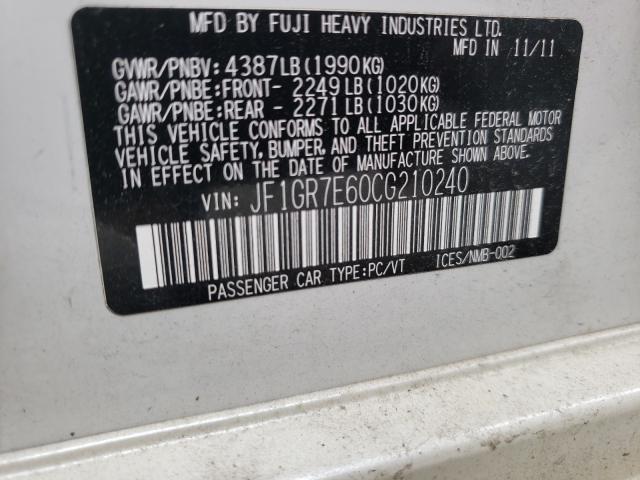 MFD BY FUJI HEAVY INDUSTRIES LTD.
MFD IN 11/11
GVWR/PNBV: 4387LB(1990KG)
GAWR/PNBE:FRONT- 2249LB(1020KG)
GAWR/PNBE:REAR - 2271LB(1030KG)
THIS VEHICLE CONFORMS TO ALL APPLICABLE FEDERAL MOTOR
VEHICLE SAFETY, BUMPER, AND THEFT PREVENTION STANDARDS
IN EFFECT ON THE DATE OF MANUFACTURE SHOWN ABOVE.
VIN: JF1GR7E60CG210240
PASSENGER CAR TYPE:PC/VT ICES/NMB-002